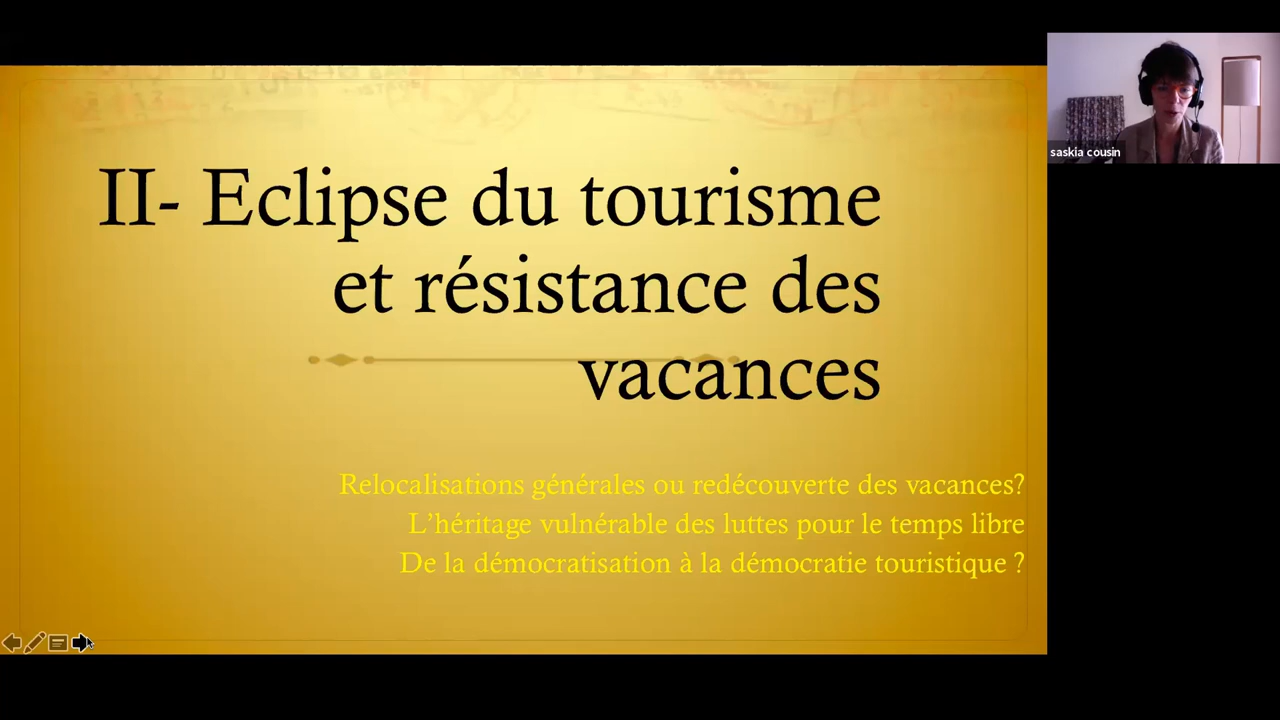 II- Eclipse du tourisme
et résistance des
vacances
Relocalisations générales ou redécouverte des vacances?
L'héritage vulnérable des luttes pour le temps libre
De la démocratisation à la démocratie touristique ?
saskia cousin